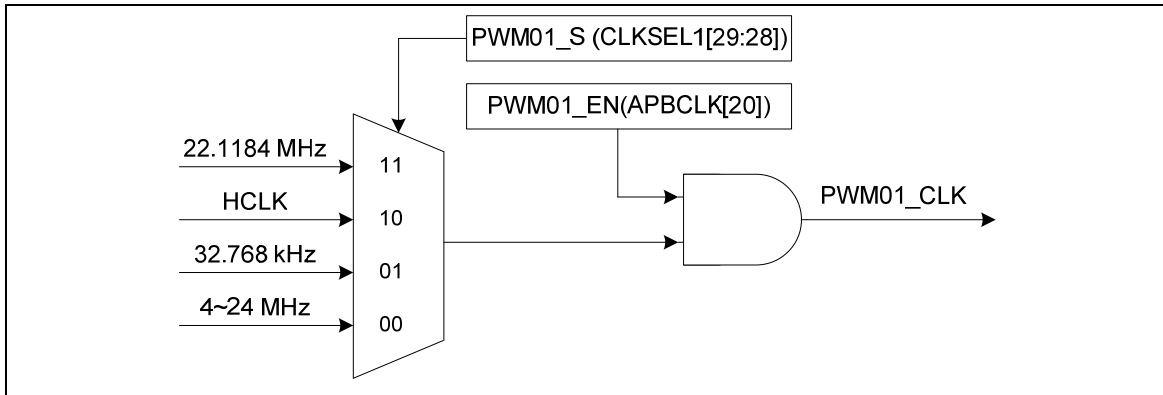 PWM01_S (CLKSEL1[29:28])
PWM01_EN(APBCLK[20])
22.1184 MHz
11
HCLK
10
32.768 kHz
01
4~24 MHz
00
PWM01_CLK